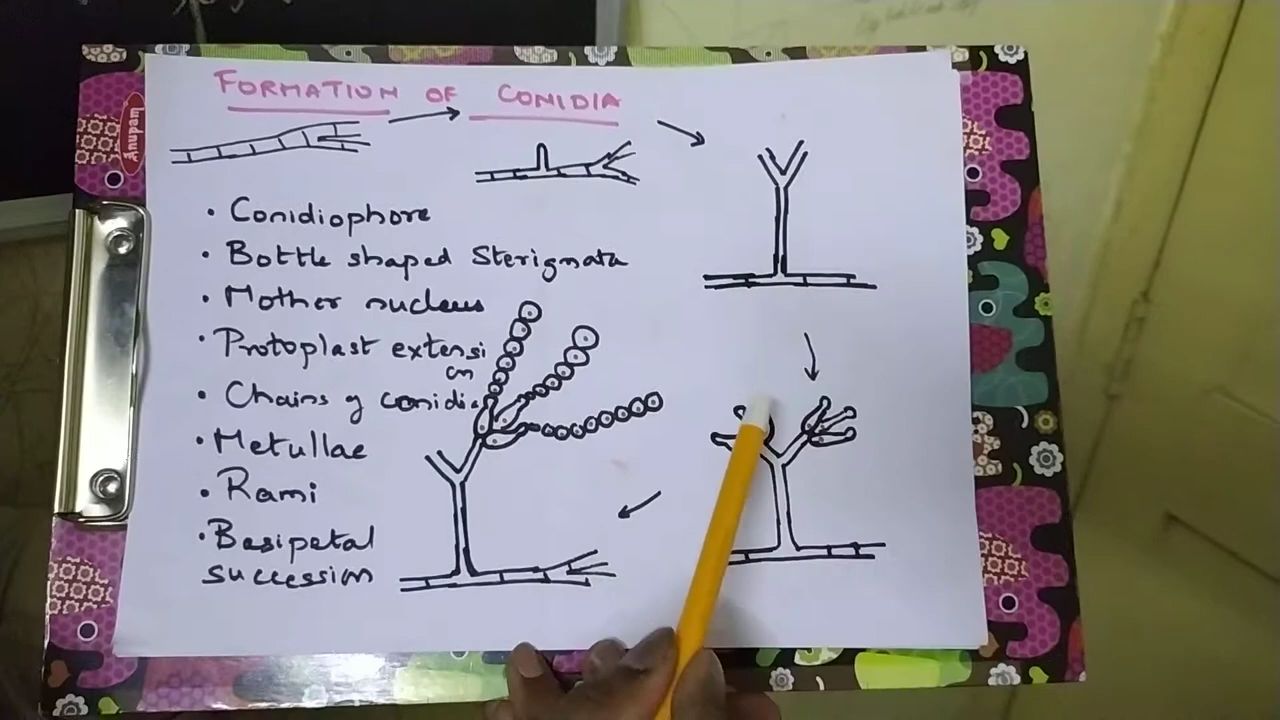 FORMATION OF CONIDIA
Anupam
• Conidiophore
• Bottle shaped Sterigmata
• Mother nucleus
• Protoplast extensi
on
• Chains of conidia
• Metullae
• Rami
• Basipetal
succession